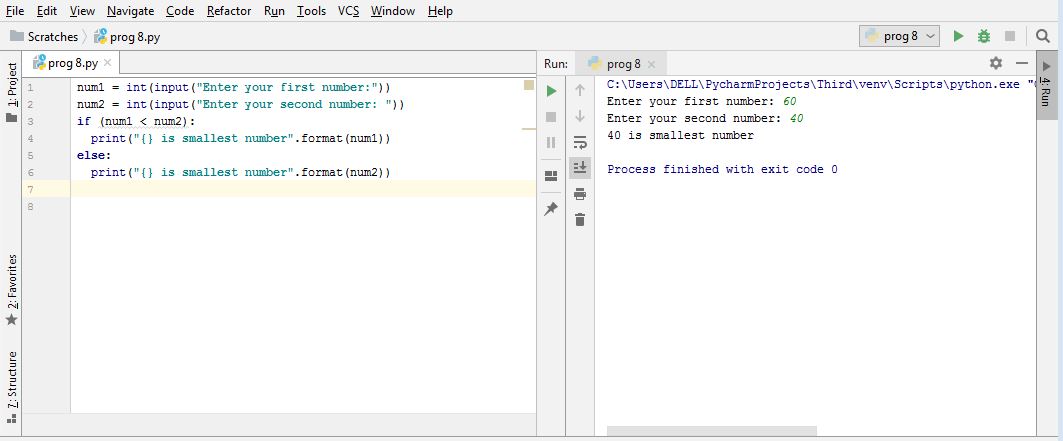 File Edit View Navigate Code Refactor Run Tools VCS Window Help
Scratches prog 8.py
prog 8
1: Project
2: Favorites
7: Structure
prog 8.py
1 num1 = int(input("Enter your first number:"))
2 num2 = int(input("Enter your second number: "))
3 if (num1 < num2):
4 print("{} is smallest number".format(num1))
5 else:
6 print("{} is smallest number".format(num2))
7
8
Run: prog 8
C:\Users\DELL\PycharmProjects\Third\venv\Scripts\python.exe "
Enter your first number: 60
Enter your second number: 40
40 is smallest number
Process finished with exit code 0
4: Run